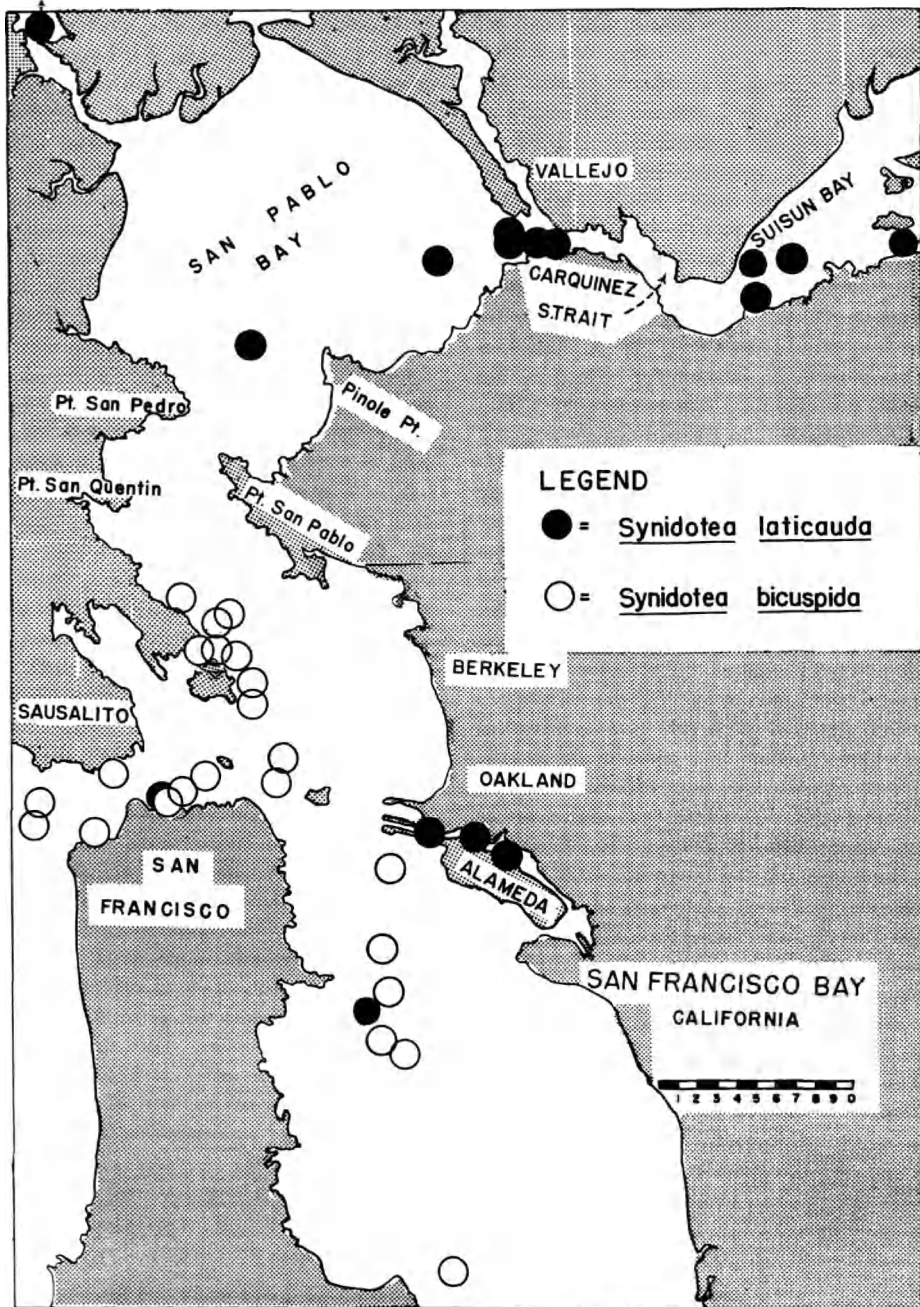 VALLEJO
SAN PABLO
BAY
SUISUN BAY
CARQUINEZ
STRAIT
Pt. San Pedro
Pinole Pt.
Pt. San Quentin
Pt. San Pablo
LEGEND
= Synidotea laticauda
= Synidotea bicuspida
BERKELEY
SAUSALITO
OAKLAND
SAN
FRANCISCO
ALAMEDA
SAN FRANCISCO BAY
CALIFORNIA
1 2 3 4 5 6 7 8 9 0